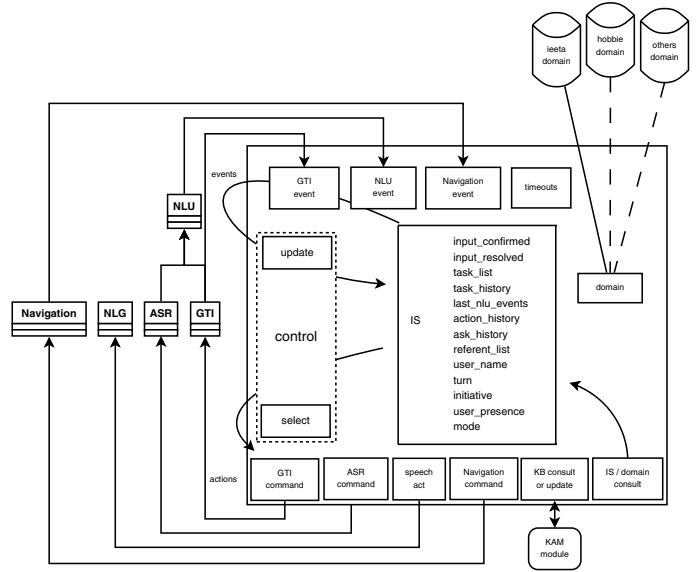 ieeta
domain
hobbie
domain
others
domain
events
GTI
event
NLU
event
Navigation
event
timeouts
NLU
update
input_confirmed
input_resolved
task_list
task_history
last_nlu_events
action_history
ask_history
referent_list
user_name
turn
initiative
user_presence
mode
IS
domain
Navigation
NLG
ASR
GTI
control
select
actions
GTI
command
ASR
command
speech
act
Navigation
command
KB consult
or update
IS / domain
consult
KAM
module